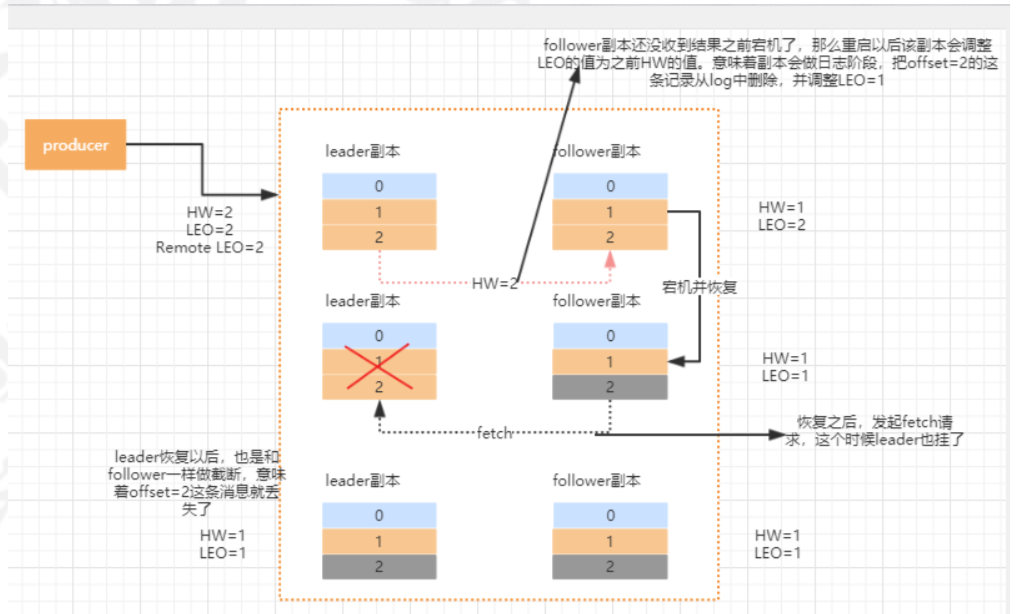 follower副本还没收到结果之前宕机了，那么重启以后该副本会调整
LEO的值为之前HW的值。意味着副本会做日志阶段，把offset=2的这
条记录从log中删除，并调整LEO=1
producer
leader副本
follower副本
0
0
1
1
2
2
HW=2
LEO=2
Remote LEO=2
HW=1
LEO=2
HW=2
宕机并恢复
leader副本
follower副本
0
0
1
1
2
2
HW=1
LEO=1
fetch
恢复之后，发起fetch请
求，这个时候leader也挂了
leader恢复以后，也是和
follower一样做截断，意味
着offset=2这条消息就丢
失了
leader副本
follower副本
0
0
1
1
2
2
HW=1
LEO=1
HW=1
LEO=1